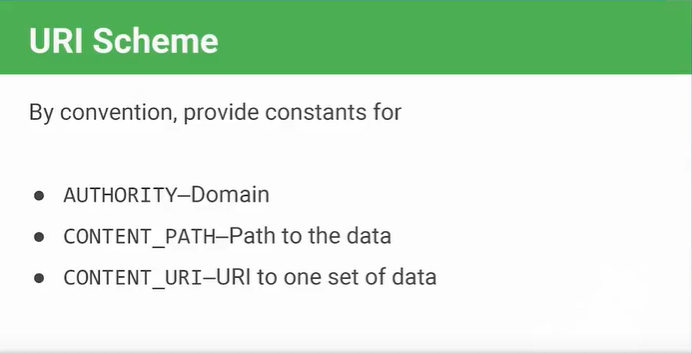 URI Scheme
By convention, provide constants for
● AUTHORITY—Domain
● CONTENT_PATH—Path to the data
● CONTENT_URI—URI to one set of data